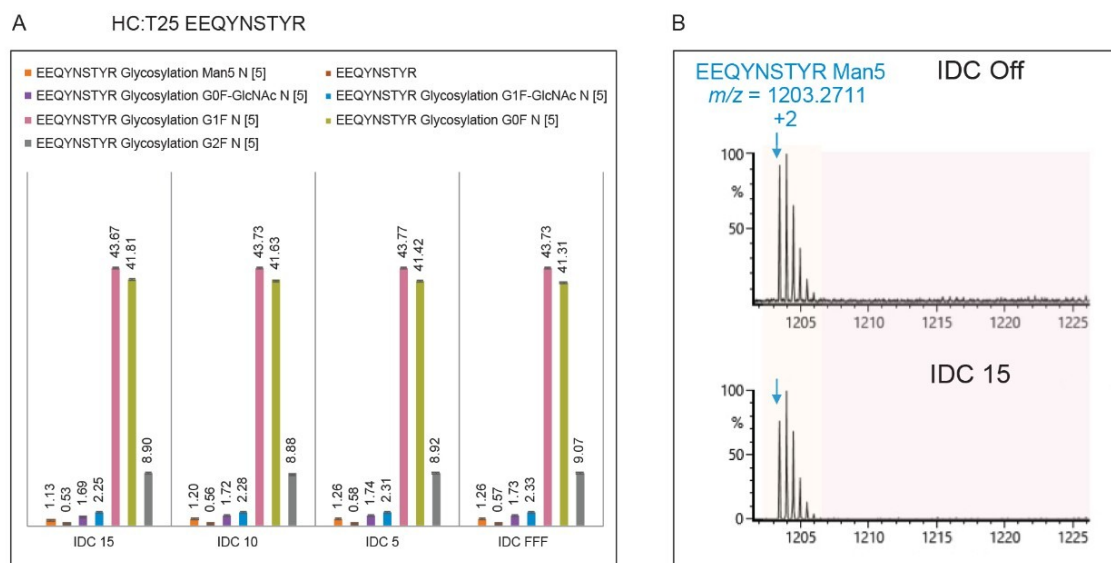 A
HC:T25 EEQYNSTYR
EEQYNSTYR Glycosylation Man5 N [5]
EEQYNSTYR
EEQYNSTYR Glycosylation G0F-GlcNAc N [5]
EEQYNSTYR Glycosylation G1F-GlcNAc N [5]
EEQYNSTYR Glycosylation G1F N [5]
EEQYNSTYR Glycosylation G0F N [5]
EEQYNSTYR Glycosylation G2F N [5]
1.13 0.53 1.69 2.25 43.67 41.81 8.90
1.20 0.56 1.72 2.28 43.73 41.63 8.88
1.26 0.58 1.74 2.31 43.77 41.42 8.92
1.26 0.57 1.73 2.33 43.73 41.31 9.07
IDC 15 IDC 10 IDC 5 IDC FFF
B
EEQYNSTYR Man5
m/z = 1203.2711
+2
IDC Off
100
%
50
1205 1210 1215 1220 1225
IDC 15
100
%
50
0
1205 1210 1215 1220 1225